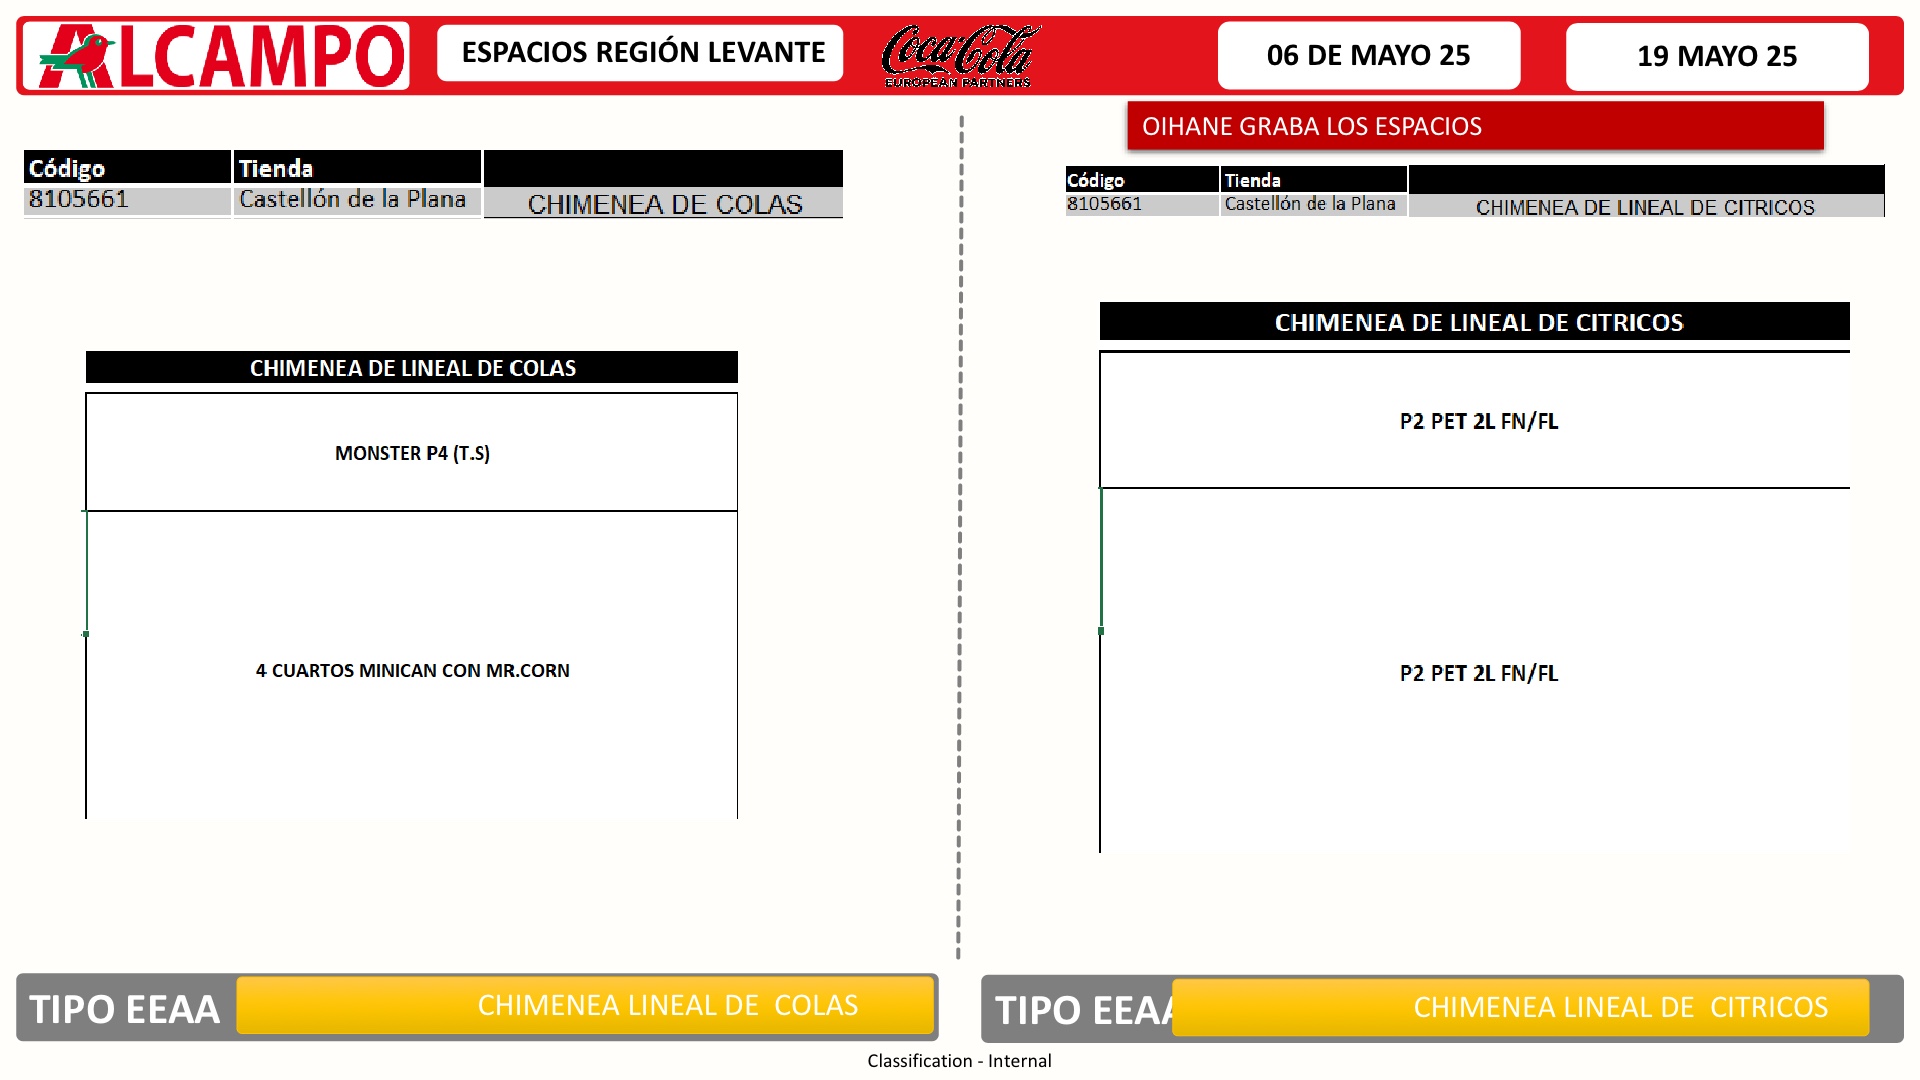 ALCAMPO
ESPACIOS REGIÓN LEVANTE
Coca-Cola
EUROPEAN PARTNERS
06 DE MAYO 25
19 MAYO 25
OIHANE GRABA LOS ESPACIOS
Código Tienda
8105661 Castellón de la Plana CHIMENEA DE COLAS
Código Tienda
8105661 Castellón de la Plana CHIMENEA DE LINEAL DE CITRICOS
CHIMENEA DE LINEAL DE COLAS
MONSTER P4 (T.S)
4 CUARTOS MINICAN CON MR.CORN
CHIMENEA DE LINEAL DE CITRICOS
P2 PET 2L FN/FL
P2 PET 2L FN/FL
TIPO EEAA CHIMENEA LINEAL DE COLAS
TIPO EEAA CHIMENEA LINEAL DE CITRICOS
Classification - Internal